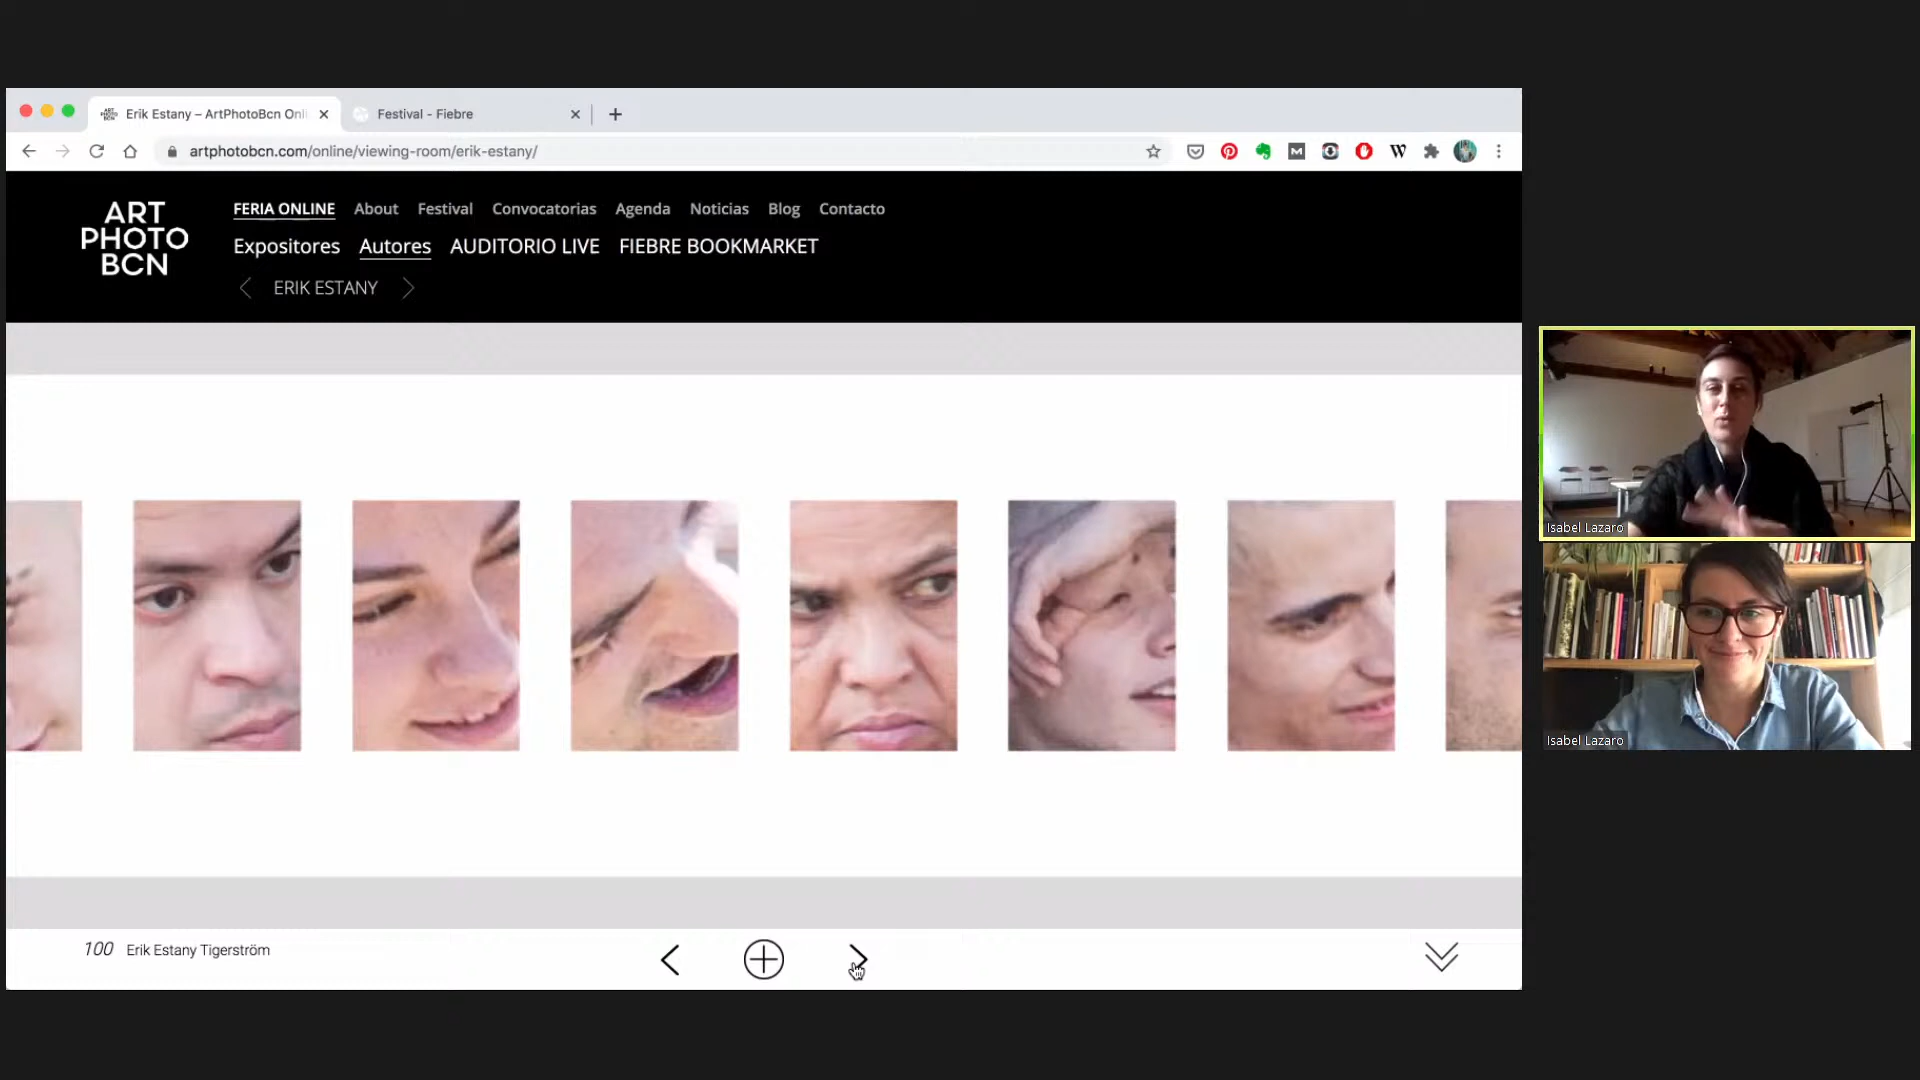 Erik Estany – ArtPhotoBcn Onl
Festival - Fiebre
artphotobcn.com/online/viewing-room/erik-estany/
ART
PHOTO
BCN
FERIA ONLINE About Festival Convocatorias Agenda Noticias Blog Contacto
Expositores Autores AUDITORIO LIVE FIEBRE BOOKMARKET
ERIK ESTANY
Isabel Lazaro
Isabel Lazaro
100 Erik Estany Tigerström